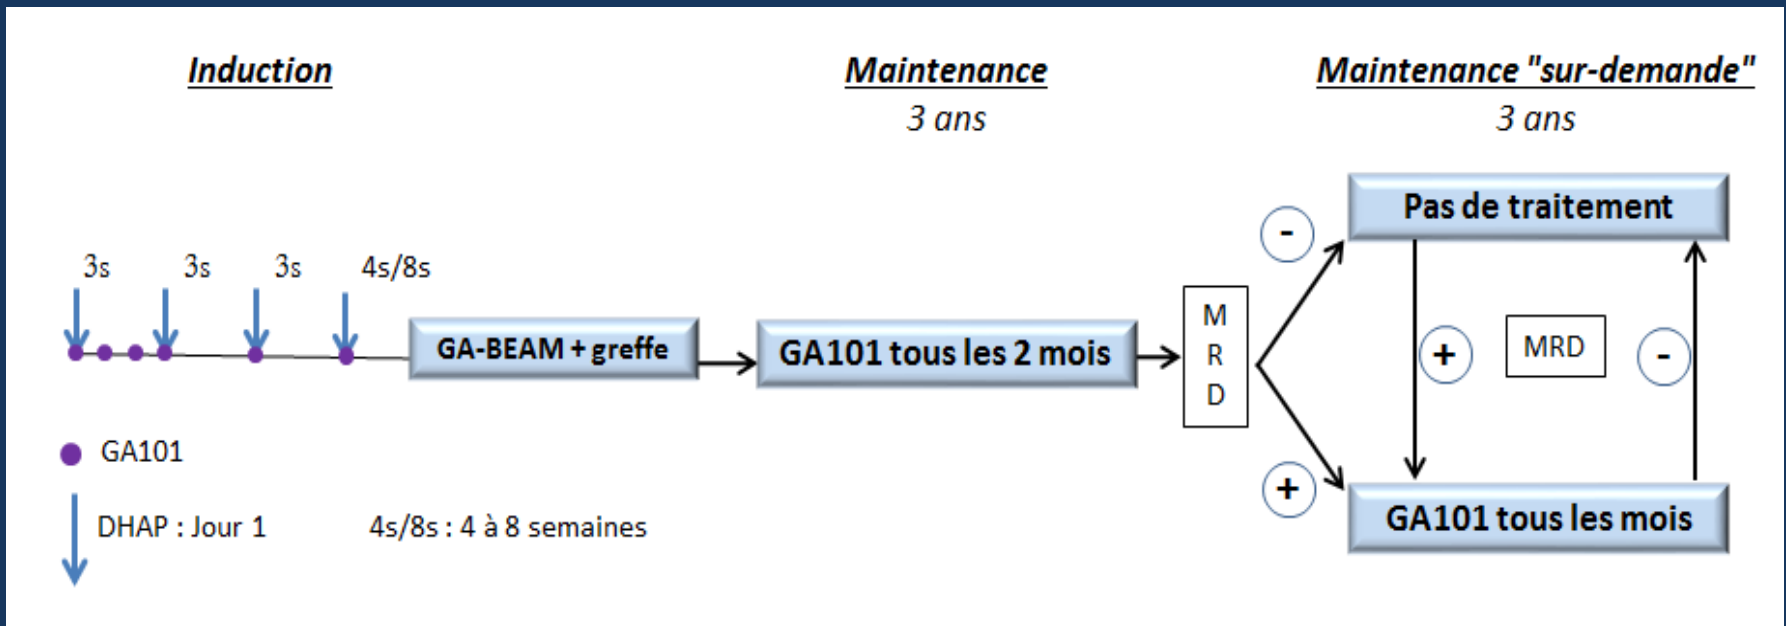 Induction
Maintenance
3 ans
Maintenance "sur-demande"
3 ans
3s
3s
3s
4s/8s
GA-BEAM + greffe
GA101 tous les 2 mois
M
R
D
-
+
Pas de traitement
+
MRD
-
GA101 tous les mois
GA101
DHAP : Jour 1
4s/8s : 4 à 8 semaines